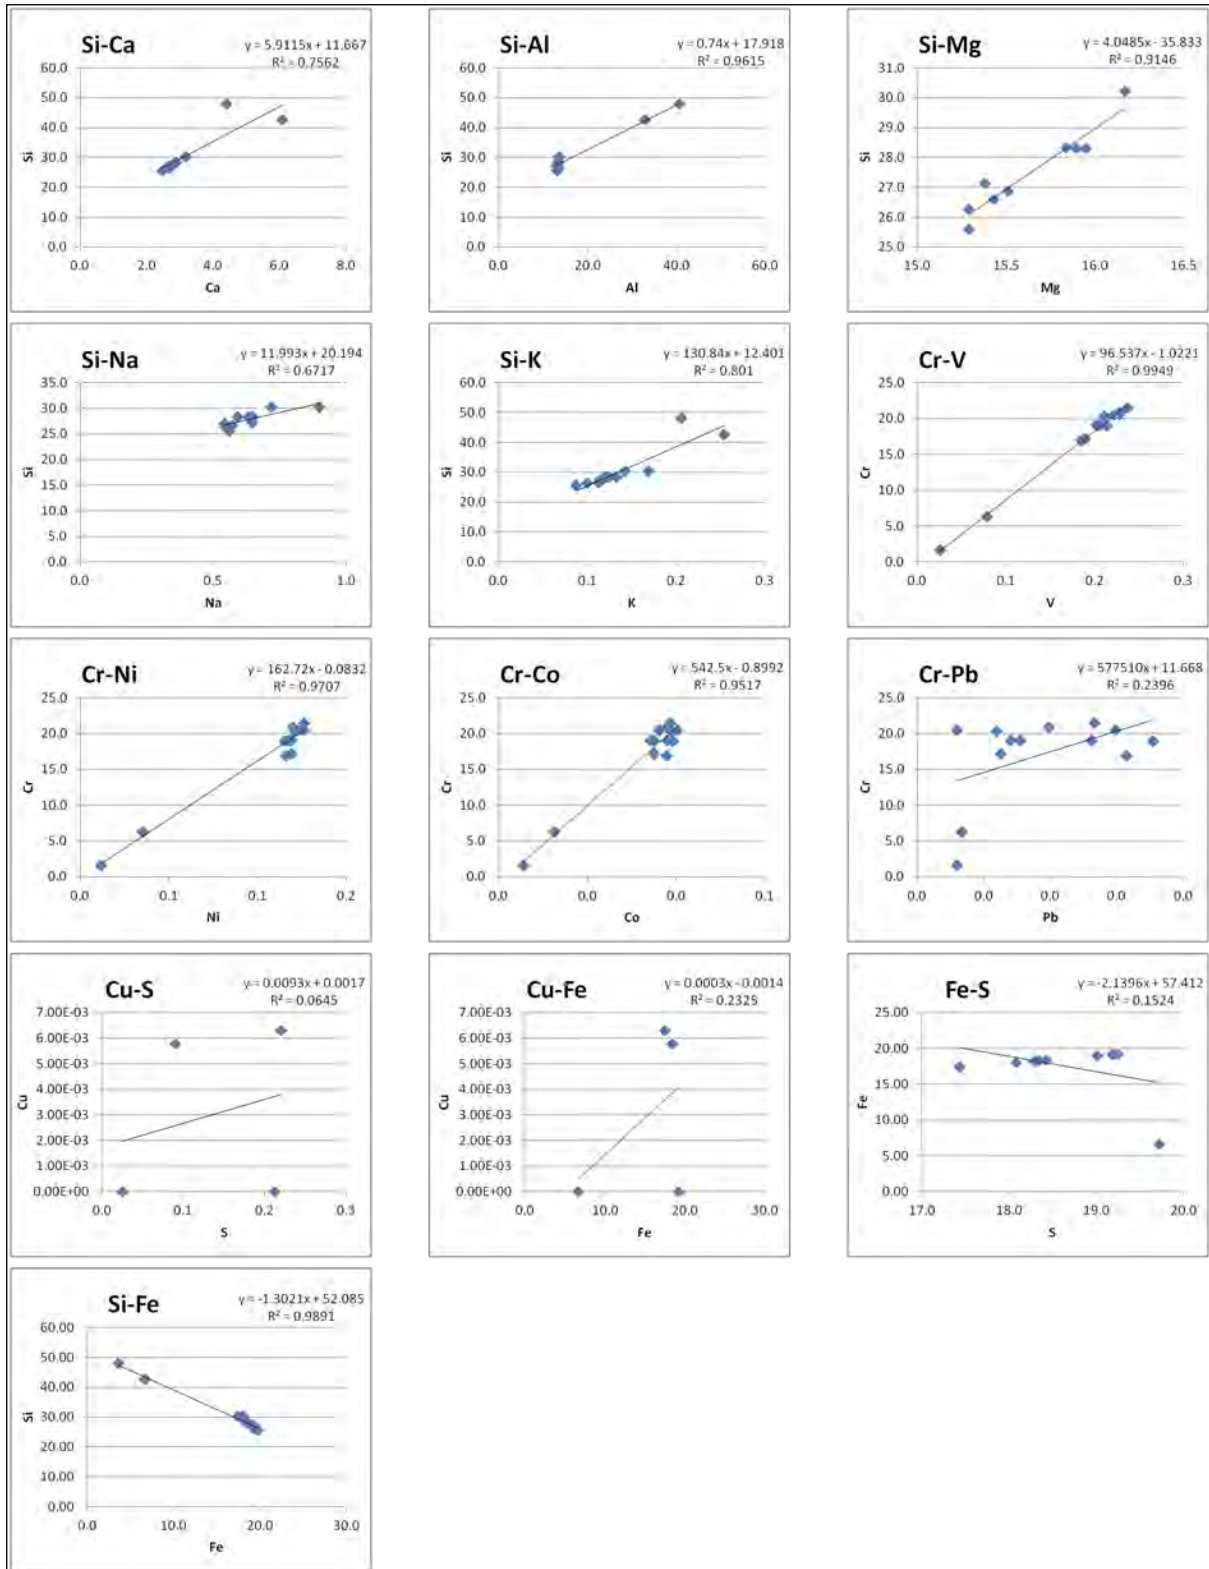 Si-Ca
y = 5.9115x + 11.667
R² = 0.7562
60.0
50.0
40.0
30.0
20.0
10.0
0.0
Si
0.0 2.0 4.0 6.0 8.0
Ca
Si-Al
y = 0.74x + 17.918
R² = 0.9615
60.0
50.0
40.0
30.0
20.0
10.0
0.0
Si
0.0 20.0 40.0 60.0
Al
Si-Mg
y = 4.0485x - 35.833
R² = 0.9146
31.0
30.0
29.0
28.0
27.0
26.0
25.0
Si
15.0 15.5 16.0 16.5
Mg
Si-Na
y = 11.993x + 20.194
R² = 0.6717
35.0
30.0
25.0
20.0
15.0
10.0
5.0
0.0
Si
0.0 0.5 1.0
Na
Si-K
y = 130.84x + 12.401
R² = 0.801
60.0
50.0
40.0
30.0
20.0
10.0
0.0
Si
0.0 0.1 0.2 0.3
K
Cr-V
y = 96.537x - 1.0221
R² = 0.9949
25.0
20.0
15.0
10.0
5.0
0.0
Cr
0.0 0.1 0.2 0.3
V
Cr-Ni
y = 162.72x - 0.0832
R² = 0.9707
25.0
20.0
15.0
10.0
5.0
0.0
Cr
0.0 0.1 0.1 0.2
Ni
Cr-Co
y = 542.5x - 0.8992
R² = 0.9517
25.0
20.0
15.0
10.0
5.0
0.0
Cr
0.0 0.0 0.0 0.1
Co
Cr-Pb
y = 577510x + 11.668
R² = 0.2396
25.0
20.0
15.0
10.0
5.0
0.0
Cr
0.0 0.0 0.0 0.0 0.0
Pb
Cu-S
y = 0.0093x + 0.0017
R² = 0.0645
7.00E-03
6.00E-03
5.00E-03
4.00E-03
3.00E-03
2.00E-03
1.00E-03
0.00E+00
Cu
0.0 0.1 0.2 0.3
S
Cu-Fe
y = 0.0003x - 0.0014
R² = 0.2325
7.00E-03
6.00E-03
5.00E-03
4.00E-03
3.00E-03
2.00E-03
1.00E-03
0.00E+00
Cu
0.0 10.0 20.0 30.0
Fe
Fe-S
y = -2.1396x + 57.412
R² = 0.1524
25.00
20.00
15.00
10.00
5.00
0.00
Fe
17.0 18.0 19.0 20.0
S
Si-Fe
y = -1.3021x + 52.085
R² = 0.9891
60.00
50.00
40.00
30.00
20.00
10.00
0.00
Si
0.0 10.0 20.0 30.0
Fe